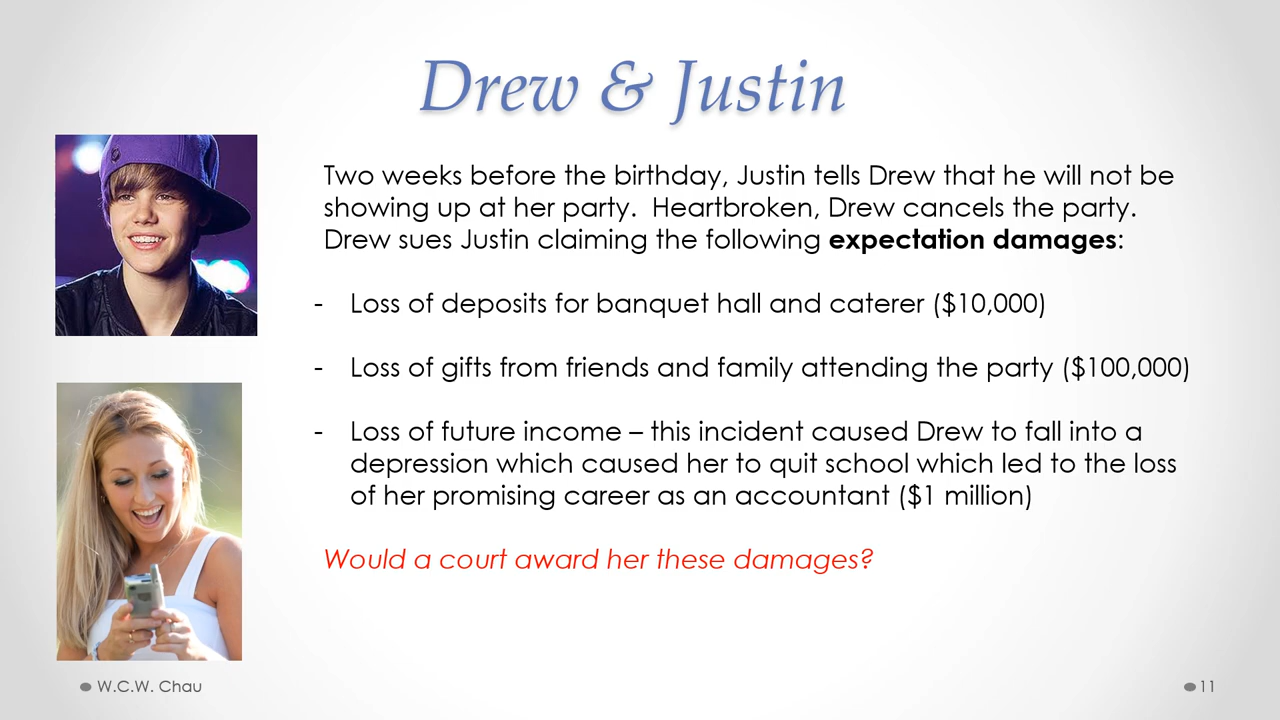 Drew & Justin
Two weeks before the birthday, Justin tells Drew that he will not be
showing up at her party.  Heartbroken, Drew cancels the party.
Drew sues Justin claiming the following expectation damages:
- Loss of deposits for banquet hall and caterer ($10,000)
- Loss of gifts from friends and family attending the party ($100,000)
- Loss of future income – this incident caused Drew to fall into a
depression which caused her to quit school which led to the loss
of her promising career as an accountant ($1 million)
Would a court award her these damages?
W.C.W. Chau
11